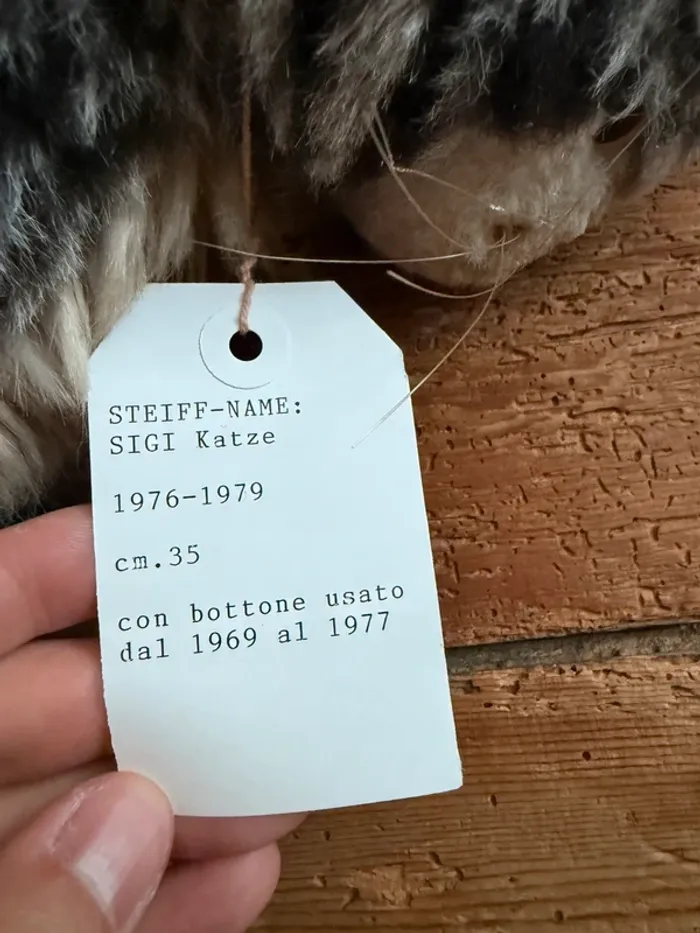 STEIFF-NAME:
SIGI Katze
1976-1979
cm.35
con bottone usato
dal 1969 al 1977